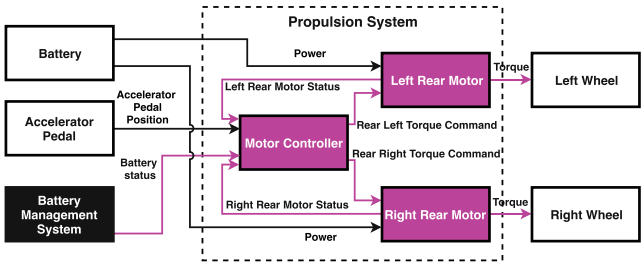 Propulsion System
Battery
Power
Left Rear Motor
Torque
Left Wheel
Left Rear Motor Status
Accelerator
Pedal
Position
Accelerator
Pedal
Rear Left Torque Command
Motor Controller
Rear Right Torque Command
Battery
status
Battery
Management
System
Right Rear Motor Status
Right Rear Motor
Torque
Right Wheel
Power